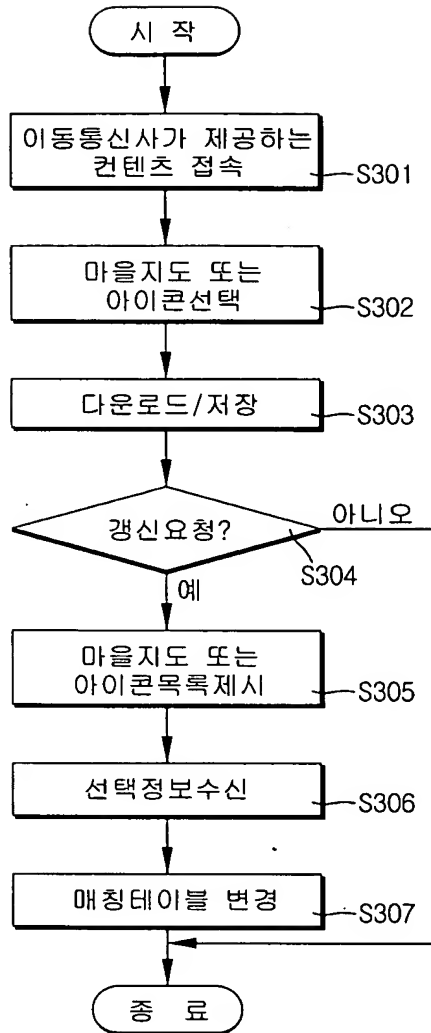 시 작
이동통신사가 제공하는
컨텐츠 접속
S301
마을지도 또는
아이콘선택
S302
다운로드/저장
S303
갱신요청?
아니오
S304
예
마을지도 또는
아이콘목록제시
S305
선택정보수신
S306
매칭테이블 변경
S307
종 료